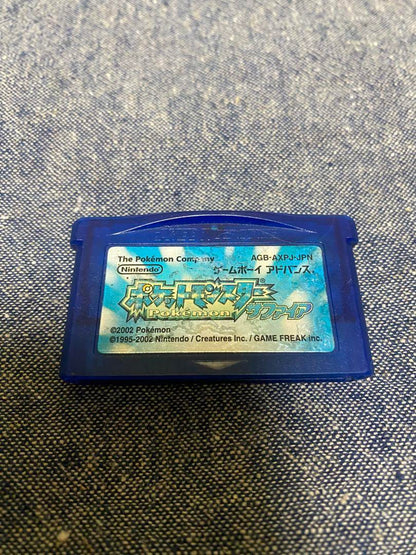 The Pokémon Company
AGB-AXPJ-JPN
Nintendo
ゲームボーイ アドバンス
ポケットモンスター
Pokémon
サファイア
©2002 Pokémon
©1995-2002 Nintendo / Creatures inc. / GAME FREAK inc.